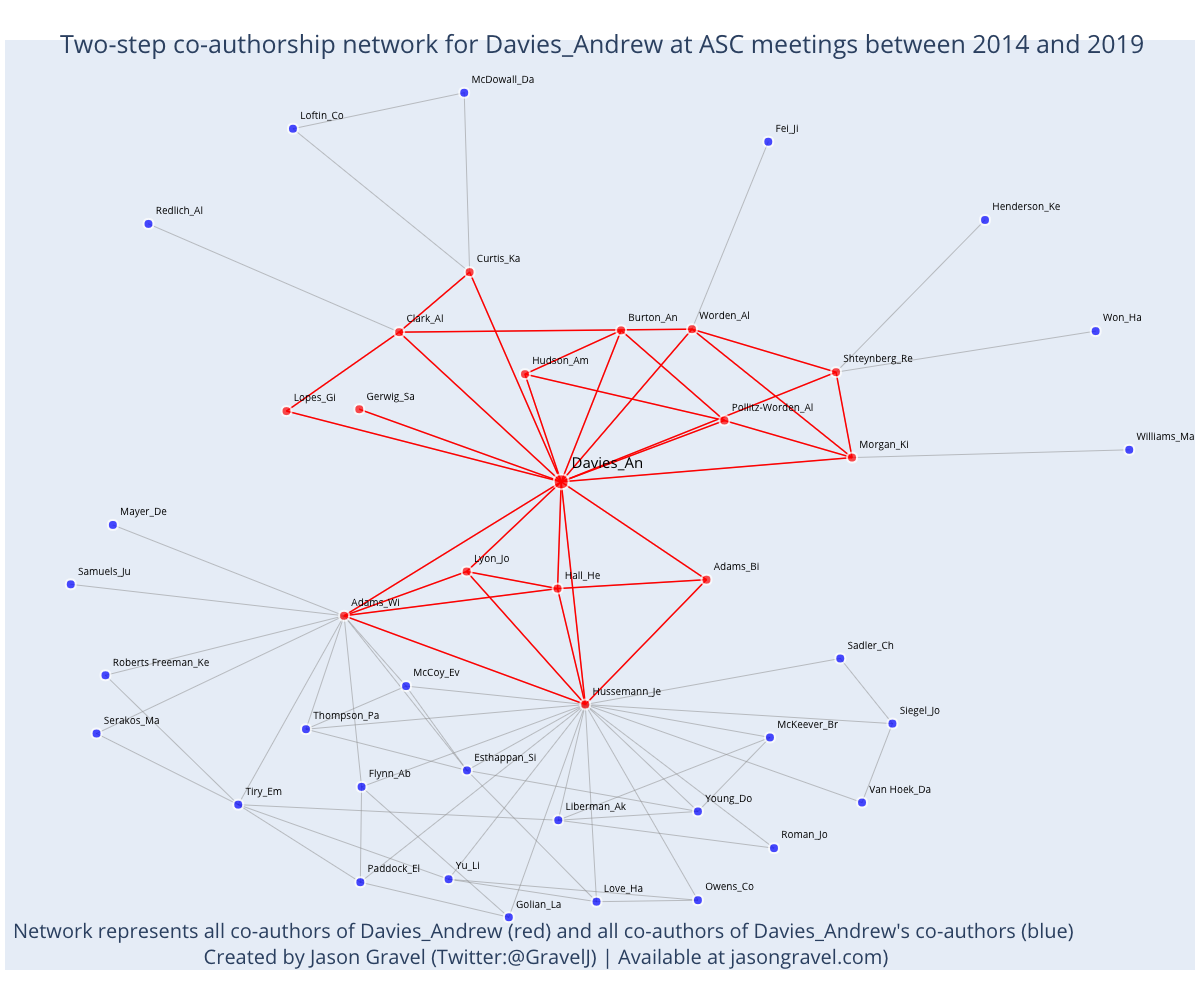 Two-step co-authorship network for Davies_Andrew at ASC meetings between 2014 and 2019
McDowall_Da
Loftin_Co
Fei_Ji
Redlich_Al
Henderson_Ke
Curtis_Ka
Clark_Al
Burton_An
Worden_Al
Won_Ha
Hudson_Am
Shteynberg_Re
Lopes_Gi
Gerwig_Sa
Pollitz-Worden_Al
Morgan_Ki
Williams_Ma
Davies_An
Mayer_De
Samuels_Ju
Lyon_Jo
Hall_He
Adams_Bi
Adams_Wi
Sadler_Ch
Roberts Freeman_Ke
McCoy_Ev
Hussemann_Je
Serakos_Ma
Thompson_Pa
McKeever_Br
Siegel_Jo
Esthappan_Si
Flynn_Ab
Tiry_Em
Liberman_Ak
Young_Do
Van Hoek_Da
Roman_Jo
Paddock_El
Yu_Li
Love_Ha
Owens_Co
Golian_La
Network represents all co-authors of Davies_Andrew (red) and all co-authors of Davies_Andrew's co-authors (blue)
Created by Jason Gravel (Twitter:@GravelJ) | Available at jasongravel.com)